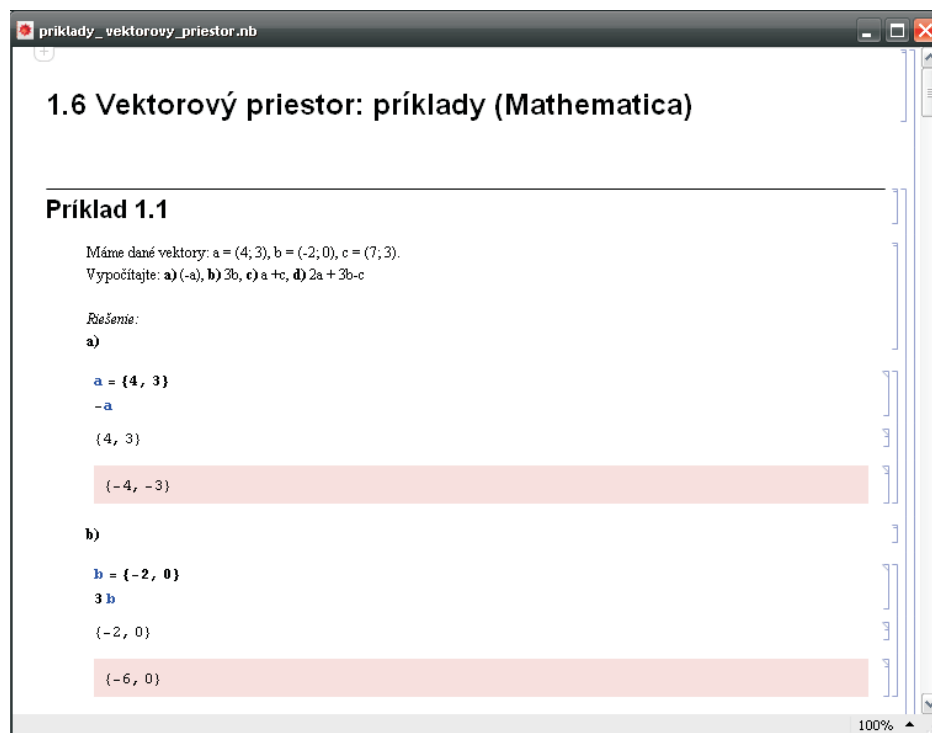 priklady_ vektorovy_priestor.nb
1.6 Vektorový priestor: príklady (Mathematica)
Príklad 1.1
Máme dané vektory: a = (4; 3), b = (-2; 0), c = (7; 3).
Vypočítajte: a) (-a), b) 3b, c) a +c, d) 2a + 3b-c
Riešenie:
a)
a = {4, 3}
-a
{4, 3}
{-4, -3}
b)
b = {-2, 0}
3 b
{-2, 0}
{-6, 0}
100%